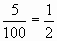 5/100 = 1/2